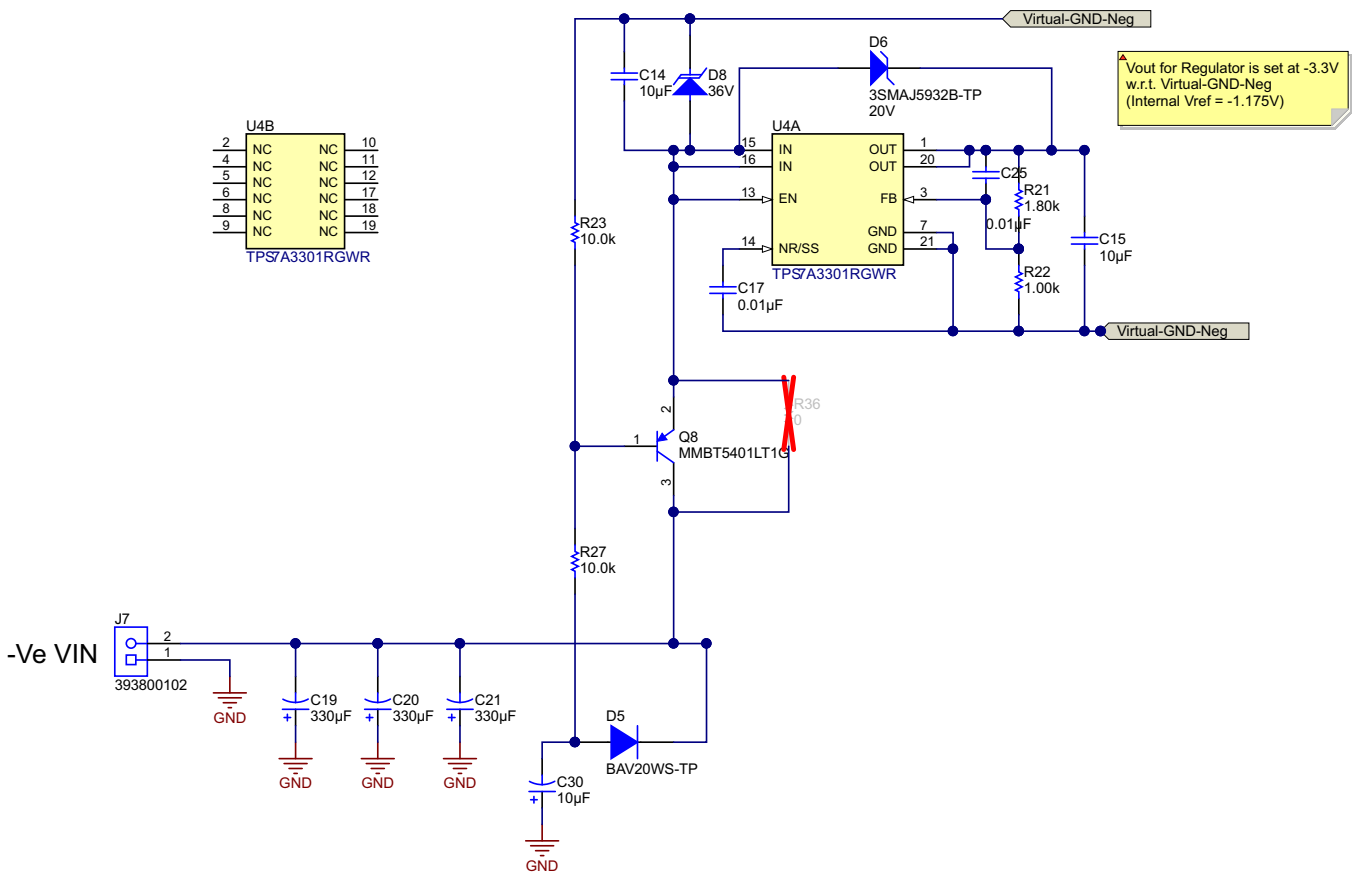 Virtual-GND-Neg
D6
Vout for Regulator is set at -3.3V
w.r.t. Virtual-GND-Neg
(Internal Vref = -1.175V)
C14
10µF
D8
36V
3SMAJ5932B-TP
20V
U4B
2 NC NC 10
4 NC NC 11
5 NC NC 12
6 NC NC 17
8 NC NC 18
9 NC NC 19
TPS7A3301RGWR
U4A
15 IN OUT 1
16 IN OUT 20
13 EN FB 3
GND 7
14 NR/SS GND 21
TPS7A3301RGWR
C25
0.01µF
R21
1.80k
R23
10.0k
C15
10µF
R22
1.00k
C17
0.01µF
Virtual-GND-Neg
R36
0
2
1
Q8
MMBT5401LT1G
3
R27
10.0k
J7
-Ve VIN
2
1
393800102
GND
C19
330µF
C20
330µF
C21
330µF
GND
GND
GND
D5
BAV20WS-TP
C30
10µF
GND